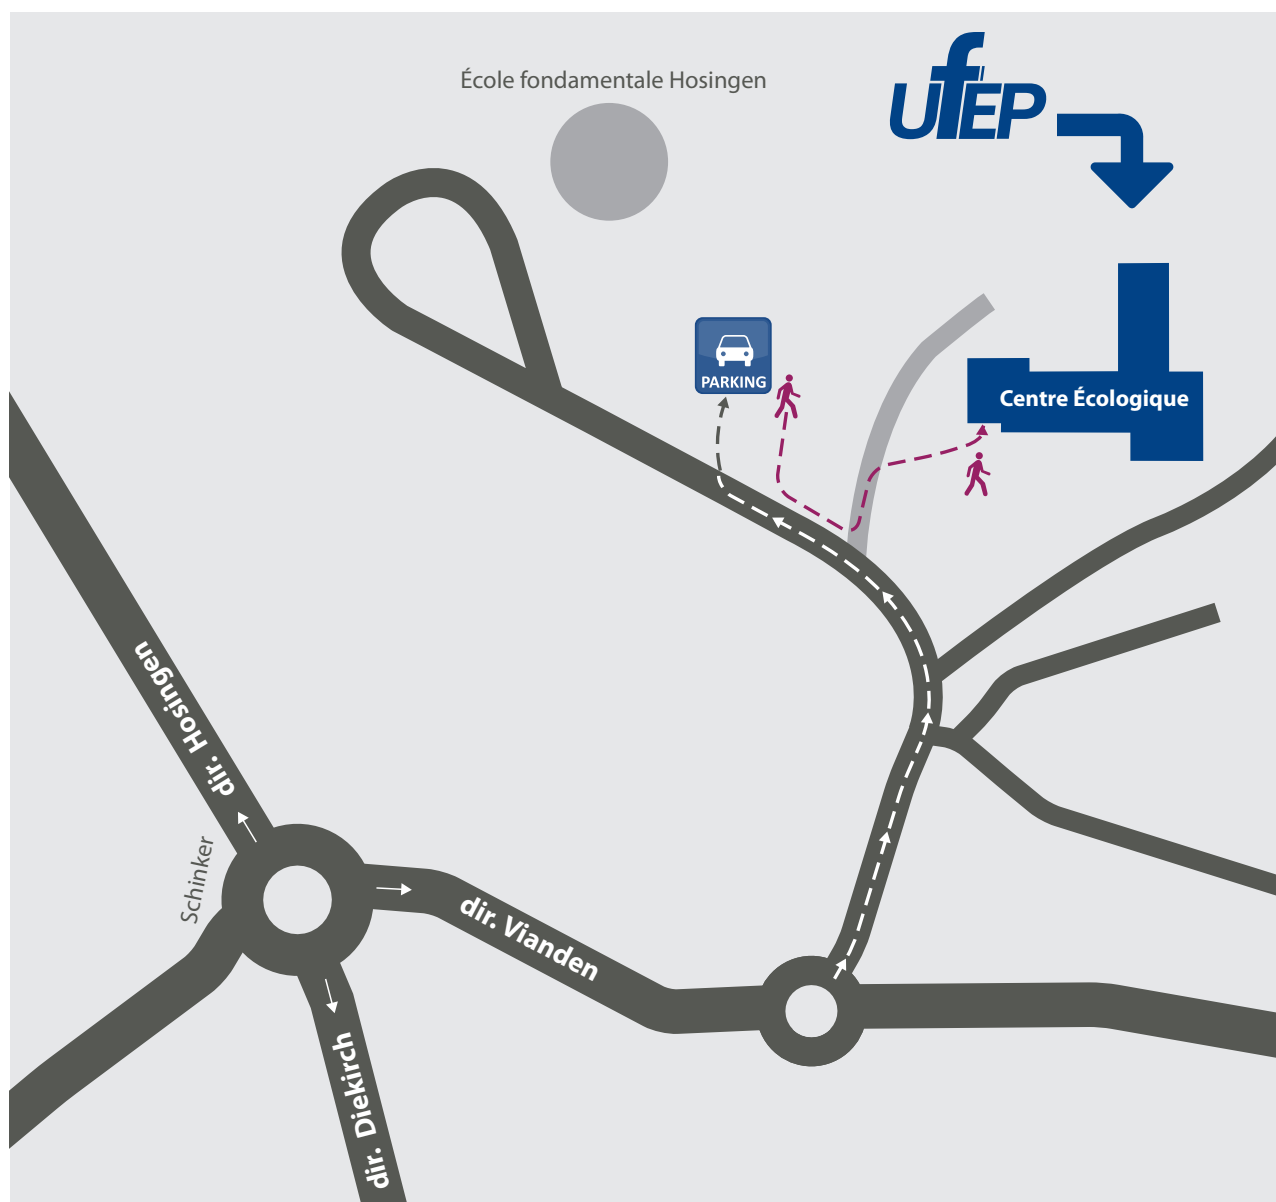 École fondamentale Hosingen
UFEP
PARKING
Centre Écologique
dir. Hosingen
Schinker
dir. Vianden
dir. Diekirch